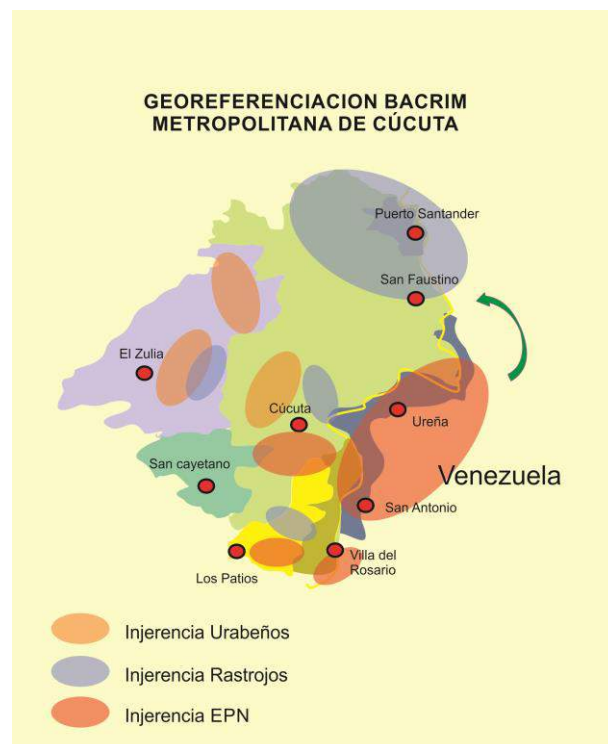 GEOREFERENCIACION BACRIM
METROPOLITANA DE CÚCUTA
Puerto Santander
San Faustino
El Zulia
Cúcuta
Ureña
San cayetano
Venezuela
San Antonio
Villa del
Rosario
Los Patios
Injerencia Urabeños
Injerencia Rastrojos
Injerencia EPN